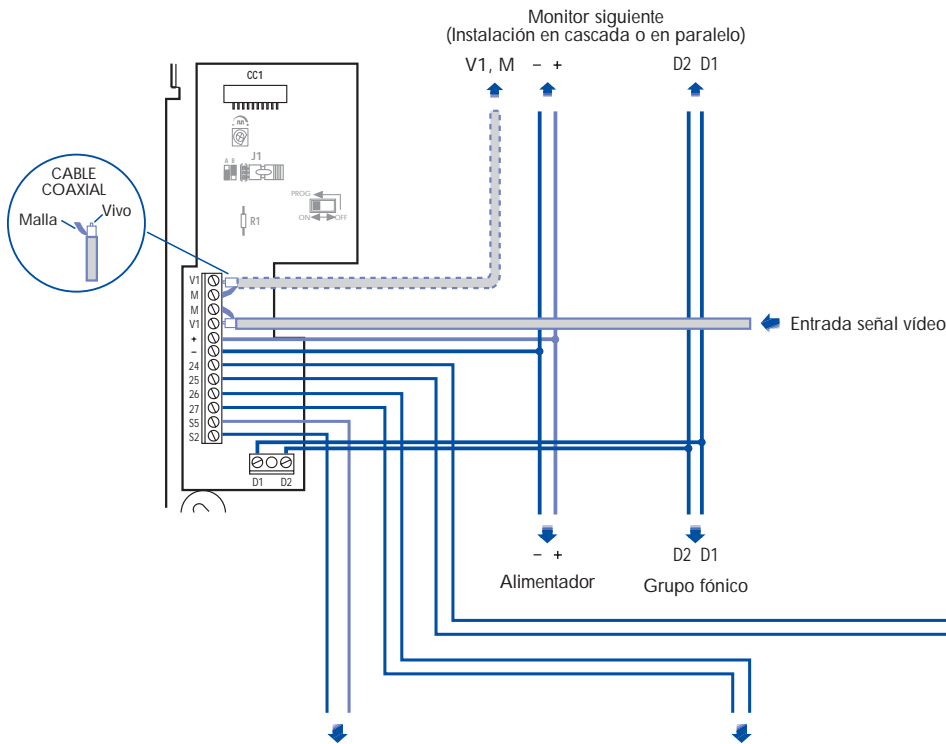 Monitor siguiente
(Instalación en cascada o en paralelo)
V1, M – + D2 D1
CC1
J1
A B
PROG
ON OFF
R1
CABLE
COAXIAL
Malla
Vivo
V1
M
M
V1
+
–
24
25
26
27
S5
S2
D1 D2
Entrada señal vídeo
– + D2 D1
Alimentador Grupo fónico